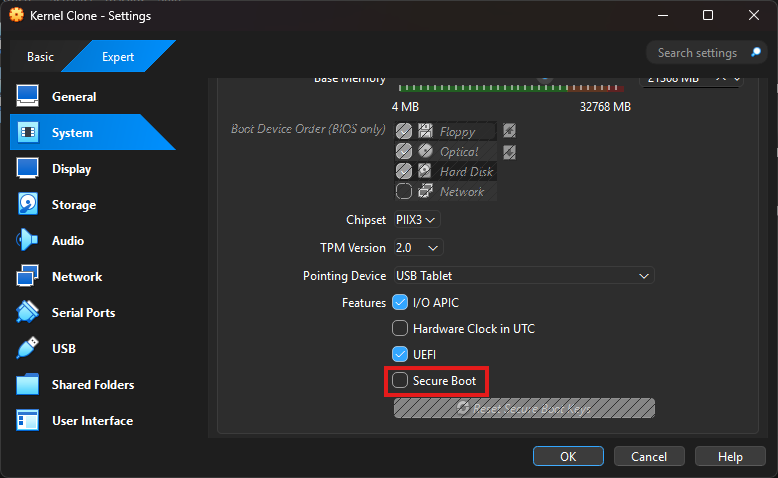 Kernel Clone - Settings
Basic
Expert
Search settings
General
System
Display
Storage
Audio
Network
Serial Ports
USB
Shared Folders
User Interface
Base Memory
21508 MB
4 MB
32768 MB
Boot Device Order (BIOS only)
Floppy
Optical
Hard Disk
Network
Chipset
PIIX3
TPM Version
2.0
Pointing Device
USB Tablet
Features
I/O APIC
Hardware Clock in UTC
UEFI
Secure Boot
Reset Secure Boot Keys
OK
Cancel
Help